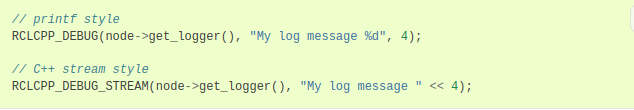 // printf style
RCLCPP_DEBUG(node->get_logger(), "My log message %d", 4);
// C++ stream style
RCLCPP_DEBUG_STREAM(node->get_logger(), "My log message " << 4);